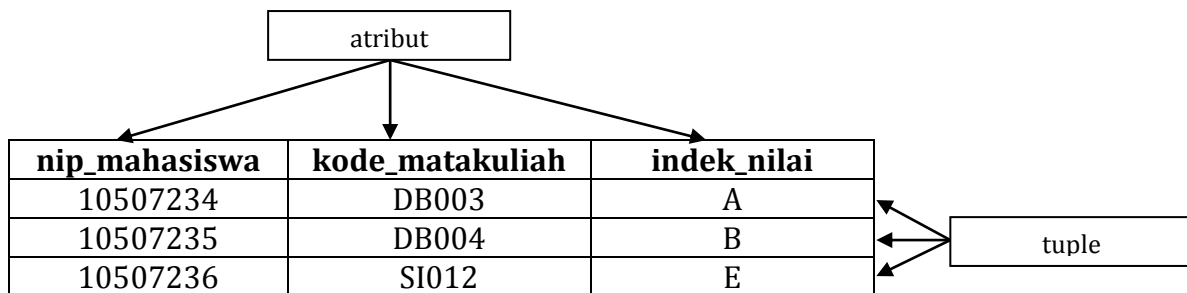 atribut
nip_mahasiswa kode_matakuliah indek_nilai
10507234 DB003 A
10507235 DB004 B
tuple
10507236 SI012 E